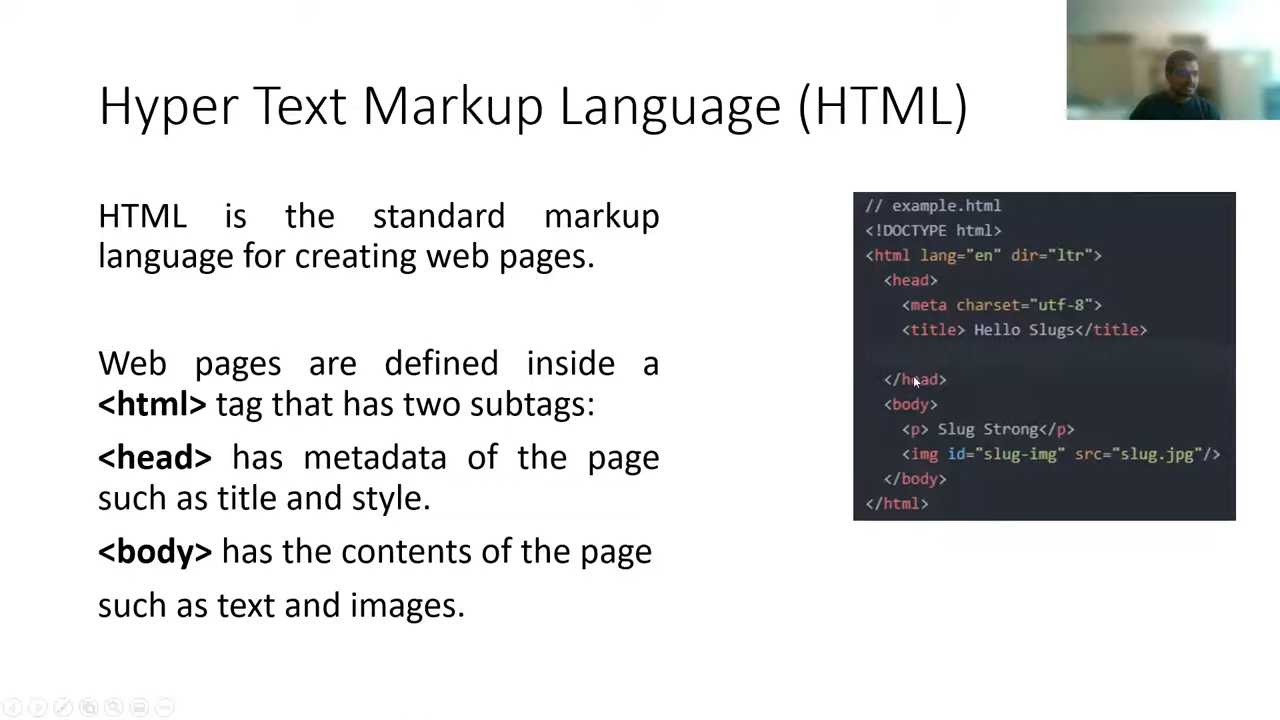 Hyper Text Markup Language (HTML)
HTML is the standard markup
language for creating web pages.
Web pages are defined inside a
<html> tag that has two subtags:
<head> has metadata of the page
such as title and style.
<body> has the contents of the page
such as text and images.
// example.html
<!DOCTYPE html>
<html lang="en" dir="ltr">
<head>
<meta charset="utf-8">
<title> Hello Slugs</title>
</head>
<body>
<p> Slug Strong</p>
<img id="slug-img" src="slug.jpg"/>
</body>
</html>